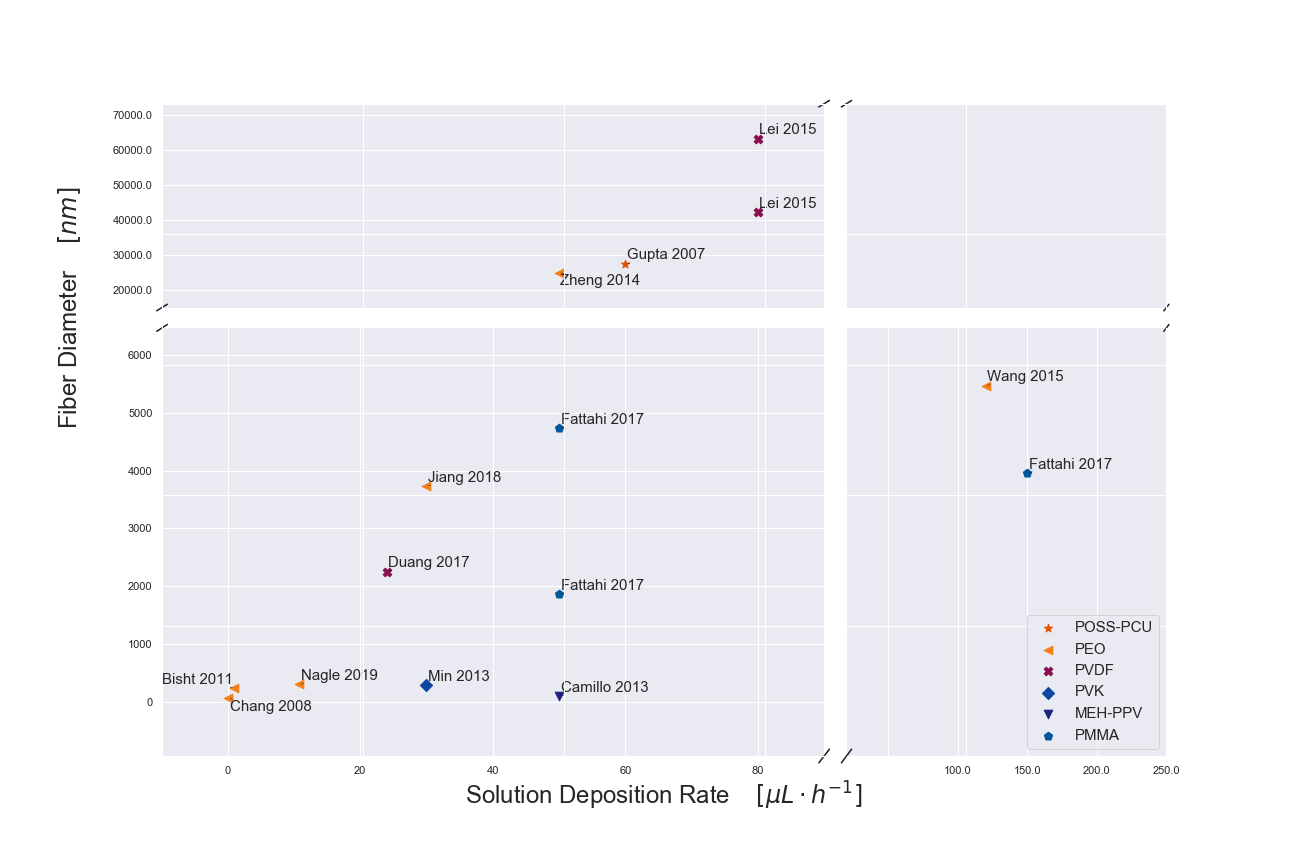 70000.0
60000.0
50000.0
40000.0
30000.0
20000.0
Lei 2015
Lei 2015
Gupta 2007
Zheng 2014
Fiber Diameter [nm]
6000
5000
4000
3000
2000
1000
0
Wang 2015
Fattahi 2017
Fattahi 2017
Jiang 2018
Duang 2017
Fattahi 2017
Bisht 2011
Nagle 2019
Min 2013
Camillo 2013
Chang 2008
POSS-PCU
PEO
PVDF
PVK
MEH-PPV
PMMA
0 20 40 60 80 100.0 150.0 200.0 250.0
Solution Deposition Rate [μL · h⁻¹]